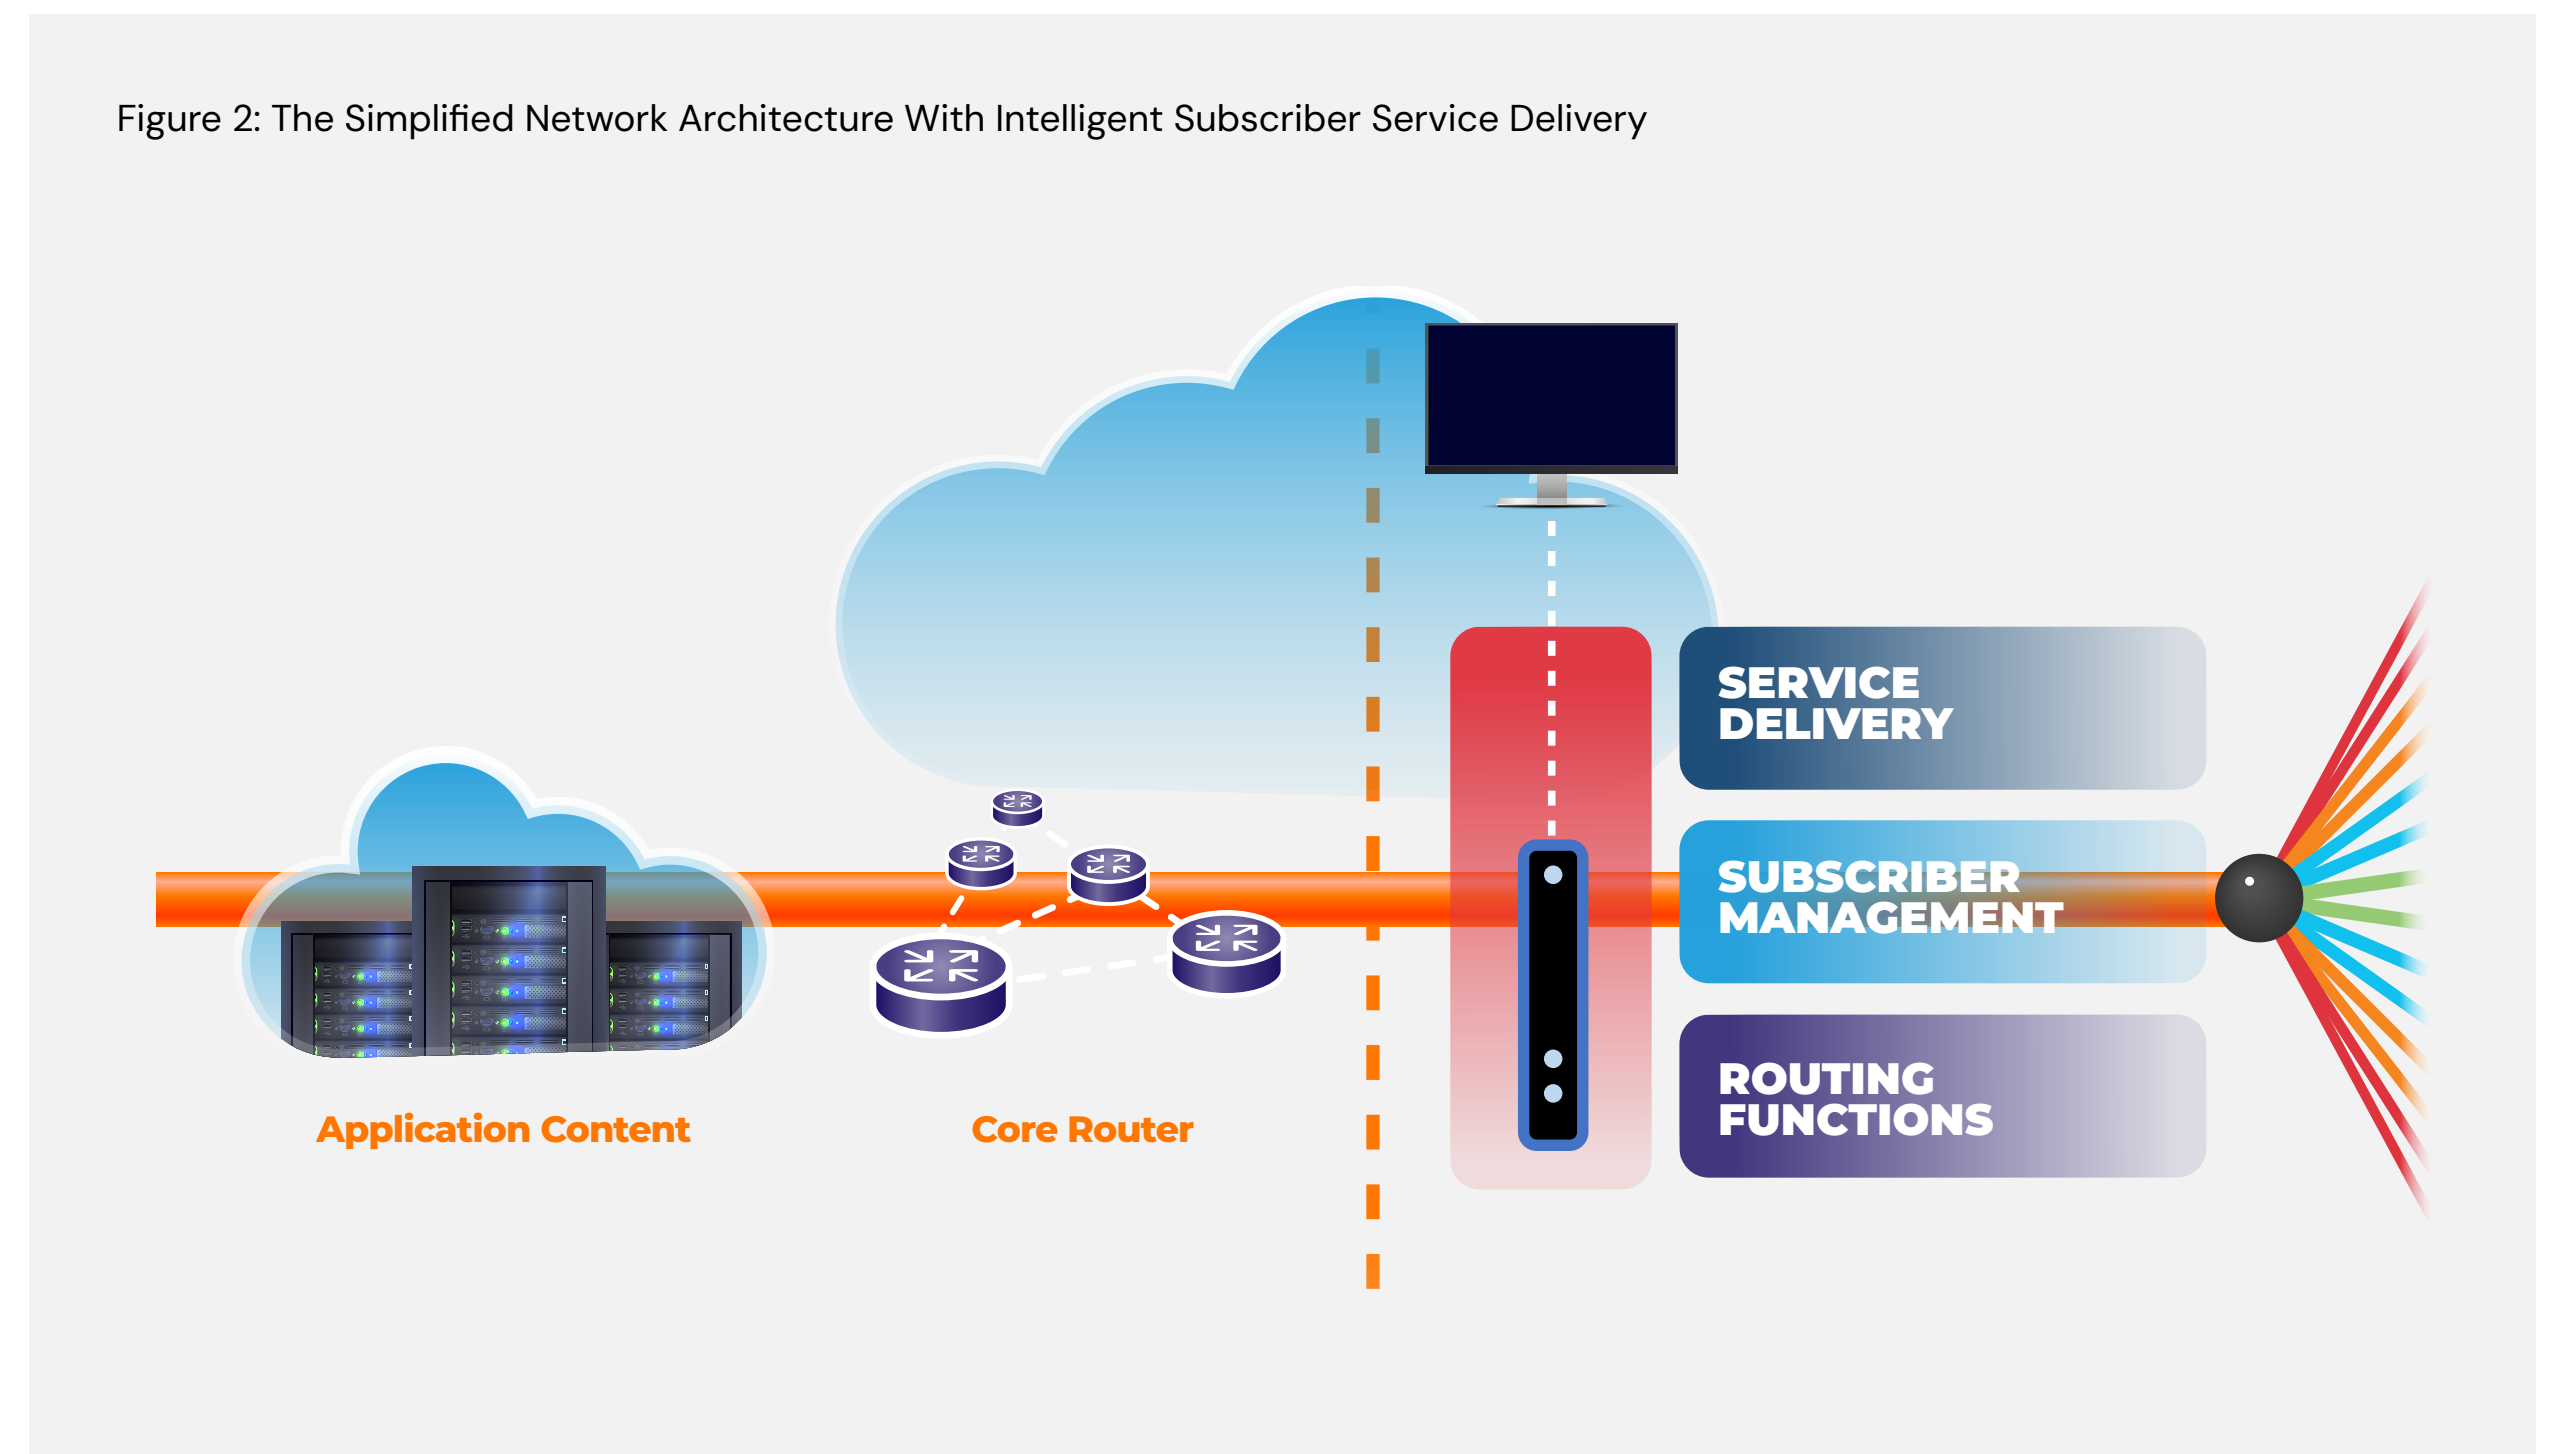 Figure 2: The Simplified Network Architecture With Intelligent Subscriber Service Delivery
SERVICE
DELIVERY
SUBSCRIBER
MANAGEMENT
ROUTING
FUNCTIONS
Application Content
Core Router